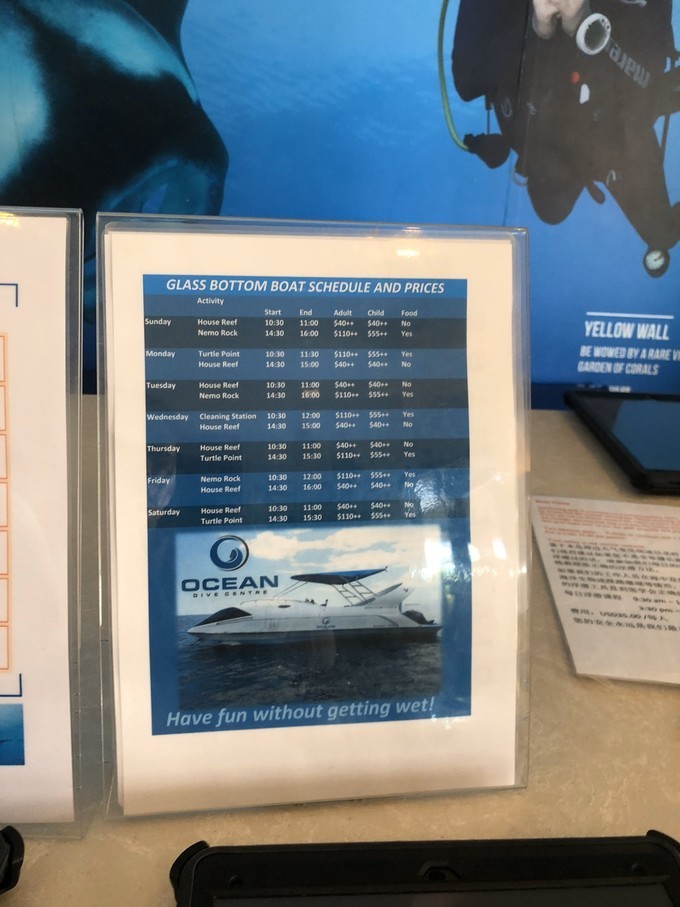 mares
YELLOW WALL
BE WOWED BY A RARE
GARDEN OF CORALS
GLASS BOTTOM BOAT SCHEDULE AND PRICES
Activity Start End Adult Child Food
Sunday House Reef 10:30 11:00 $40++ $40++ No
Nemo Rock 14:30 16:00 $110++ $55++ Yes
Monday Turtle Point 10:30 11:30 $110++ $55++ Yes
House Reef 14:30 15:00 $40++ $40++ No
Tuesday House Reef 10:30 11:00 $40++ $40++ No
Nemo Rock 14:30 16:00 $110++ $55++ Yes
Wednesday Cleaning Station 10:30 12:00 $110++ $55++ Yes
House Reef 14:30 15:00 $40++ $40++ No
Thursday House Reef 10:30 11:00 $40++ $40++ No
Turtle Point 14:30 15:30 $110++ $55++ Yes
Friday Nemo Rock 10:30 12:00 $110++ $55++ Yes
House Reef 14:30 16:00 $40++ $40++ No
Saturday House Reef 10:30 11:00 $40++ $40++ No
Turtle Point 14:30 15:30 $110++ $55++ Yes
OCEAN
DIVE CENTRE
Have fun without getting wet!